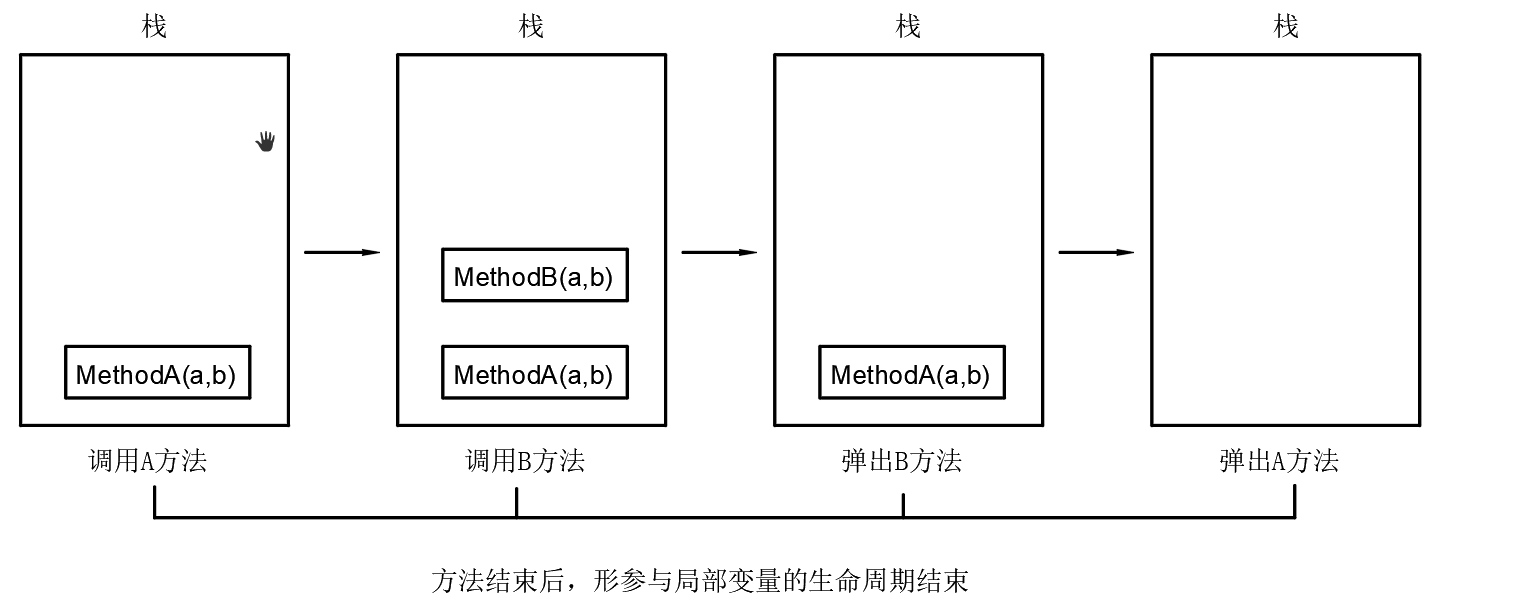 栈
栈
栈
栈
MethodA(a,b)
MethodB(a,b)
MethodA(a,b)
MethodA(a,b)
调用A方法
调用B方法
弹出B方法
弹出A方法
方法结束后，形参与局部变量的生命周期结束